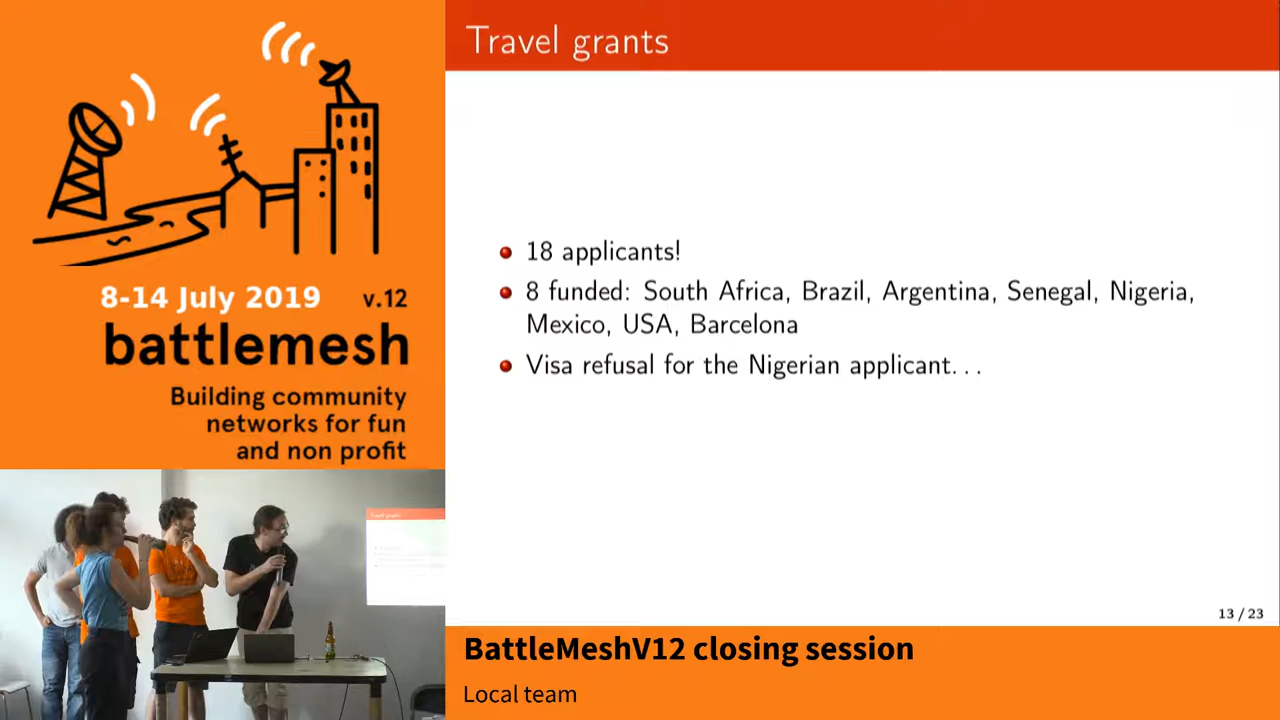 8-14 July 2019 v.12
battlemesh
Building community
networks for fun
and non profit
Travel grants
18 applicants!
8 funded: South Africa, Brazil, Argentina, Senegal, Nigeria,
Mexico, USA, Barcelona
Visa refusal for the Nigerian applicant. . .
13 / 23
Travel grants
BattleMeshV12 closing session
Local team